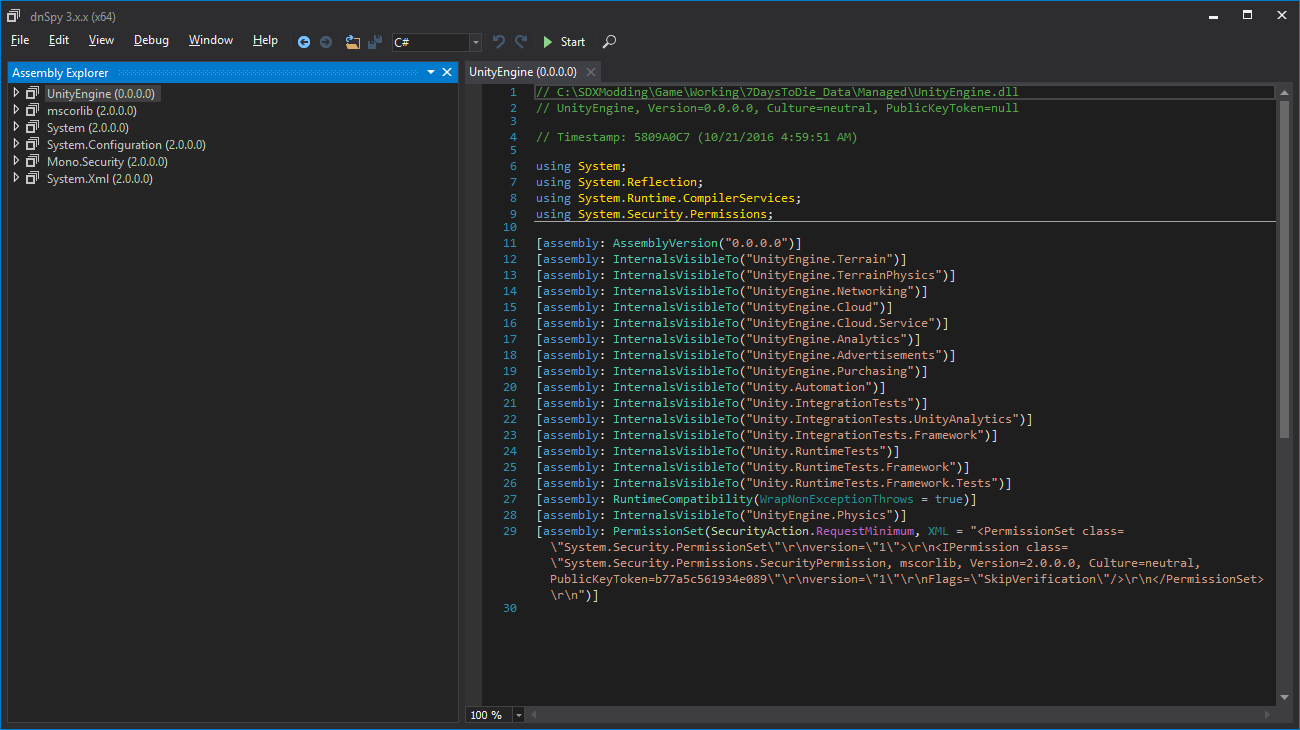 dnSpy 3.x.x (x64)
File Edit View Debug Window Help C# Start
Assembly Explorer
UnityEngine (0.0.0.0)
mscorlib (2.0.0.0)
System (2.0.0.0)
System.Configuration (2.0.0.0)
Mono.Security (2.0.0.0)
System.Xml (2.0.0.0)
UnityEngine (0.0.0.0)
1 // C:\SDXModding\Game\Working\7DaysToDie_Data\Managed\UnityEngine.dll
2 // UnityEngine, Version=0.0.0.0, Culture=neutral, PublicKeyToken=null
3
4 // Timestamp: 5809A0C7 (10/21/2016 4:59:51 AM)
5
6 using System;
7 using System.Reflection;
8 using System.Runtime.CompilerServices;
9 using System.Security.Permissions;
10
11 [assembly: AssemblyVersion("0.0.0.0")]
12 [assembly: InternalsVisibleTo("UnityEngine.Terrain")]
13 [assembly: InternalsVisibleTo("UnityEngine.TerrainPhysics")]
14 [assembly: InternalsVisibleTo("UnityEngine.Networking")]
15 [assembly: InternalsVisibleTo("UnityEngine.Cloud")]
16 [assembly: InternalsVisibleTo("UnityEngine.Cloud.Service")]
17 [assembly: InternalsVisibleTo("UnityEngine.Analytics")]
18 [assembly: InternalsVisibleTo("UnityEngine.Advertisements")]
19 [assembly: InternalsVisibleTo("UnityEngine.Purchasing")]
20 [assembly: InternalsVisibleTo("Unity.Automation")]
21 [assembly: InternalsVisibleTo("Unity.IntegrationTests")]
22 [assembly: InternalsVisibleTo("Unity.IntegrationTests.UnityAnalytics")]
23 [assembly: InternalsVisibleTo("Unity.IntegrationTests.Framework")]
24 [assembly: InternalsVisibleTo("Unity.RuntimeTests")]
25 [assembly: InternalsVisibleTo("Unity.RuntimeTests.Framework")]
26 [assembly: InternalsVisibleTo("Unity.RuntimeTests.Framework.Tests")]
27 [assembly: RuntimeCompatibility(WrapNonExceptionThrows = true)]
28 [assembly: InternalsVisibleTo("UnityEngine.Physics")]
29 [assembly: PermissionSet(SecurityAction.RequestMinimum, XML = "<PermissionSet class=
\"System.Security.PermissionSet\"\r\nversion=\"1\">\r\n<IPermission class=
\"System.Security.Permissions.SecurityPermission, mscorlib, Version=2.0.0.0, Culture=neutral,
PublicKeyToken=b77a5c561934e089\"\r\nversion=\"1\"\r\nFlags=\"SkipVerification\"/>\r\n</PermissionSet>
\r\n")]
30
100 %